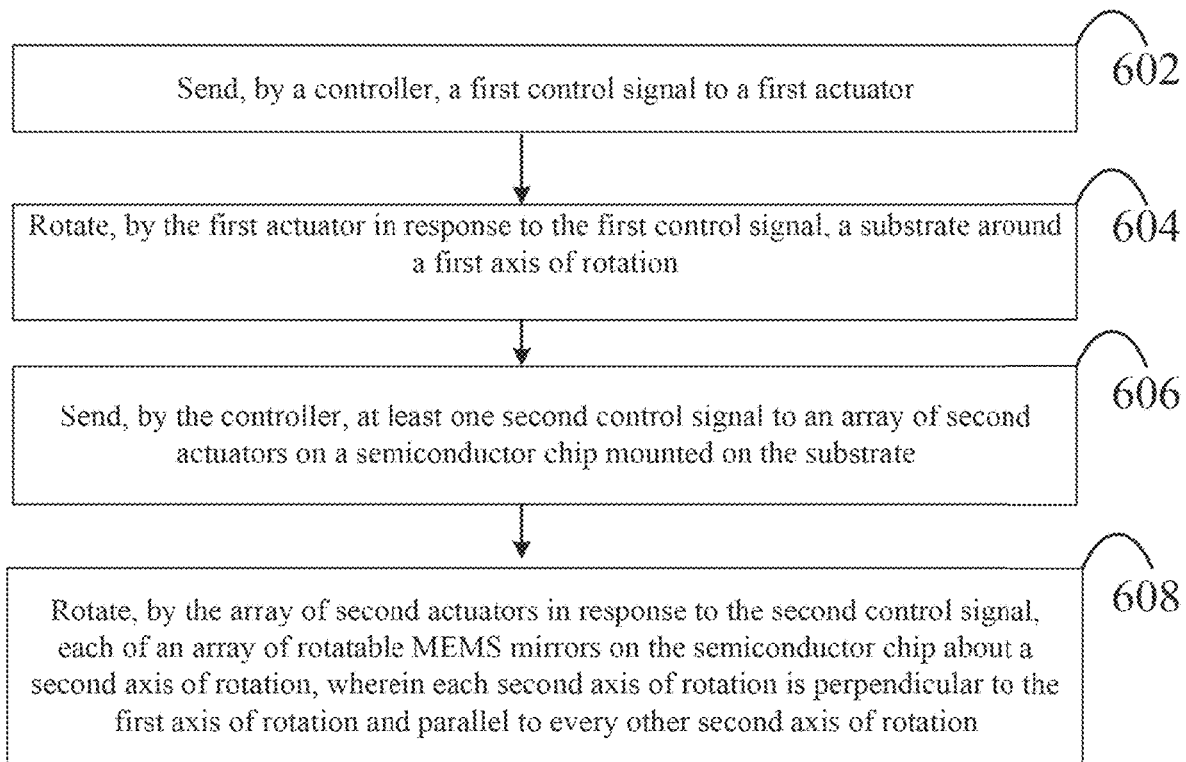 Send, by a controller, a first control signal to a first actuator
602
Rotate, by the first actuator in response to the first control signal, a substrate around
a first axis of rotation
604
Send, by the controller, at least one second control signal to an array of second
actuators on a semiconductor chip mounted on the substrate
606
Rotate, by the array of second actuators in response to the second control signal,
each of an array of rotatable MEMS mirrors on the semiconductor chip about a
second axis of rotation, wherein each second axis of rotation is perpendicular to the
first axis of rotation and parallel to every other second axis of rotation
608